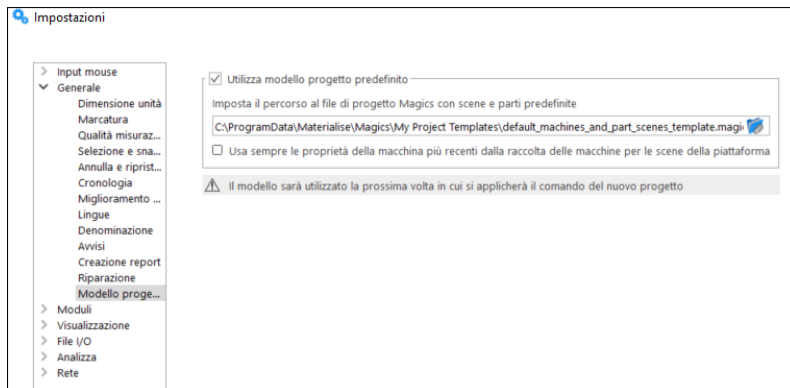 Impostazioni
Input mouse
Generale
Dimensione unità
Marcatura
Qualità misuraz...
Selezione e sna...
Annulla e riprist...
Cronologia
Miglioramento ...
Lingue
Denominazione
Avvisi
Creazione report
Riparazione
Modello proge...
Moduli
Visualizzazione
File I/O
Analizza
Rete
Utilizza modello progetto predefinito
Imposta il percorso al file di progetto Magics con scene e parti predefinite
C:\ProgramData\Materialise\Magics\My Project Templates\default_machines_and_part_scenes_template.magi
Usa sempre le proprietà della macchina più recenti dalla raccolta delle macchine per le scene della piattaforma
Il modello sarà utilizzato la prossima volta in cui si applicherà il comando del nuovo progetto